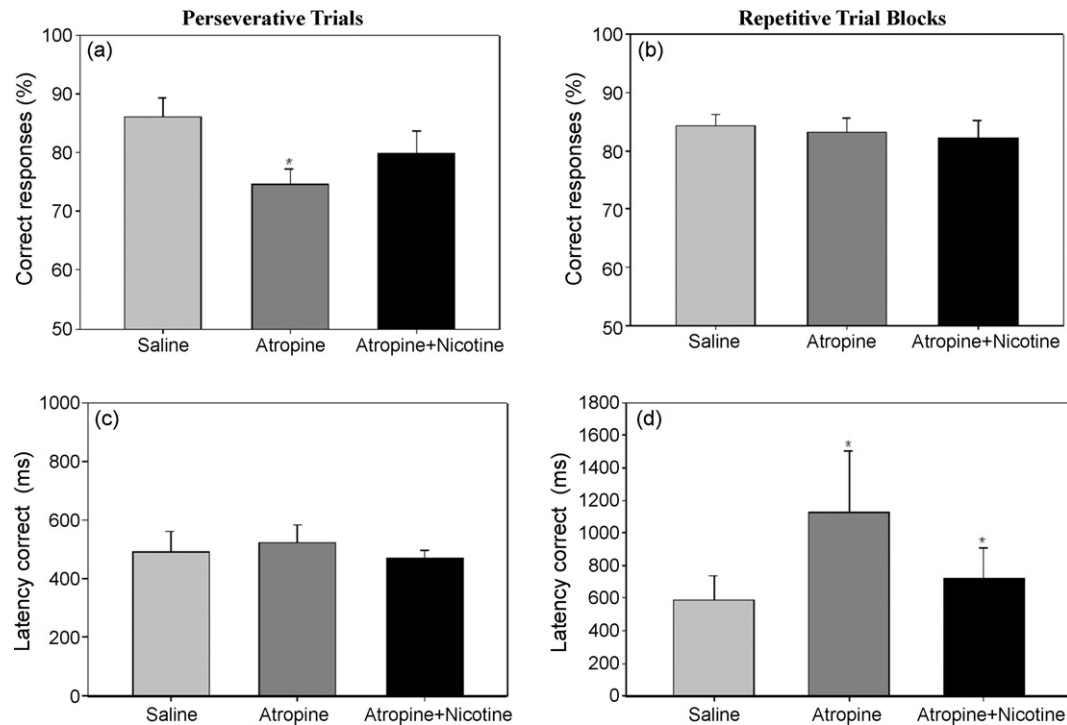 Perseverative Trials
Repetitive Trial Blocks
(a)
Correct responses (%)
100
90
80
70
60
50
*
Saline
Atropine
Atropine+Nicotine
(b)
Correct responses (%)
100
90
80
70
60
50
Saline
Atropine
Atropine+Nicotine
(c)
Latency correct (ms)
1000
800
600
400
200
0
Saline
Atropine
Atropine+Nicotine
(d)
Latency correct (ms)
1800
1600
1400
1200
1000
800
600
400
200
0
*
*
Saline
Atropine
Atropine+Nicotine